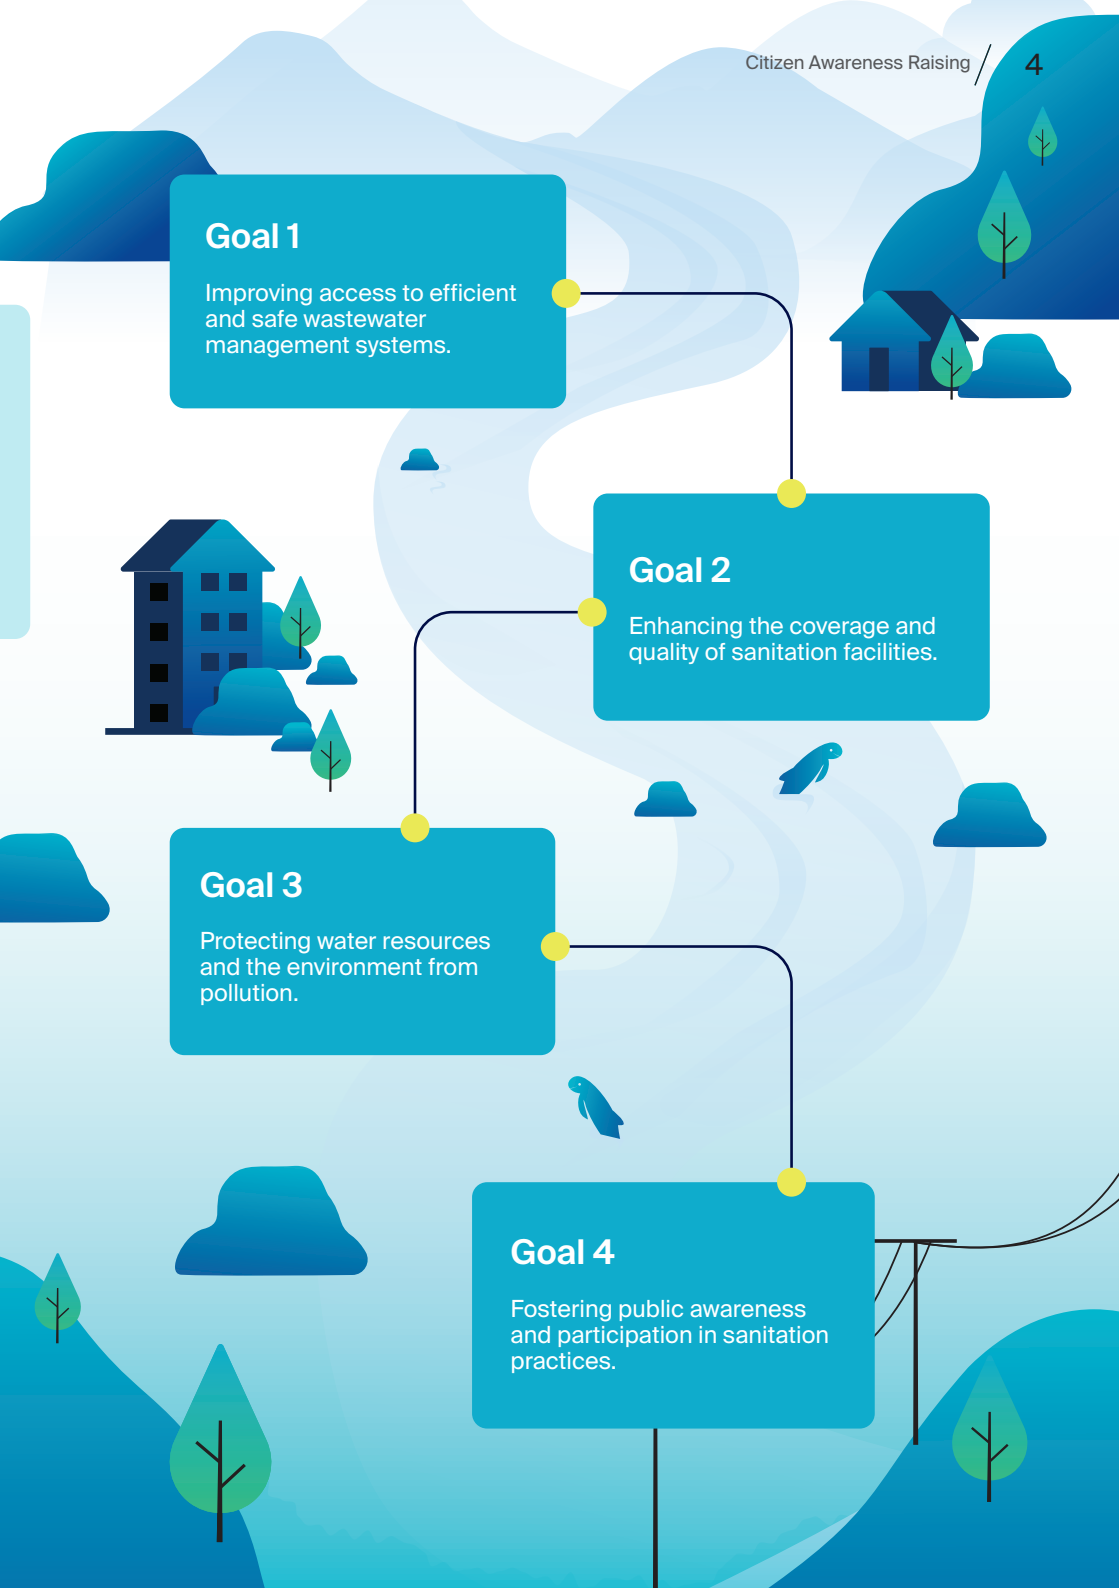 Citizen Awareness Raising
4
Goal 1
Improving access to efficient
and safe wastewater
management systems.
Goal 2
Enhancing the coverage and
quality of sanitation facilities.
Goal 3
Protecting water resources
and the environment from
pollution.
Goal 4
Fostering public awareness
and participation in sanitation
practices.